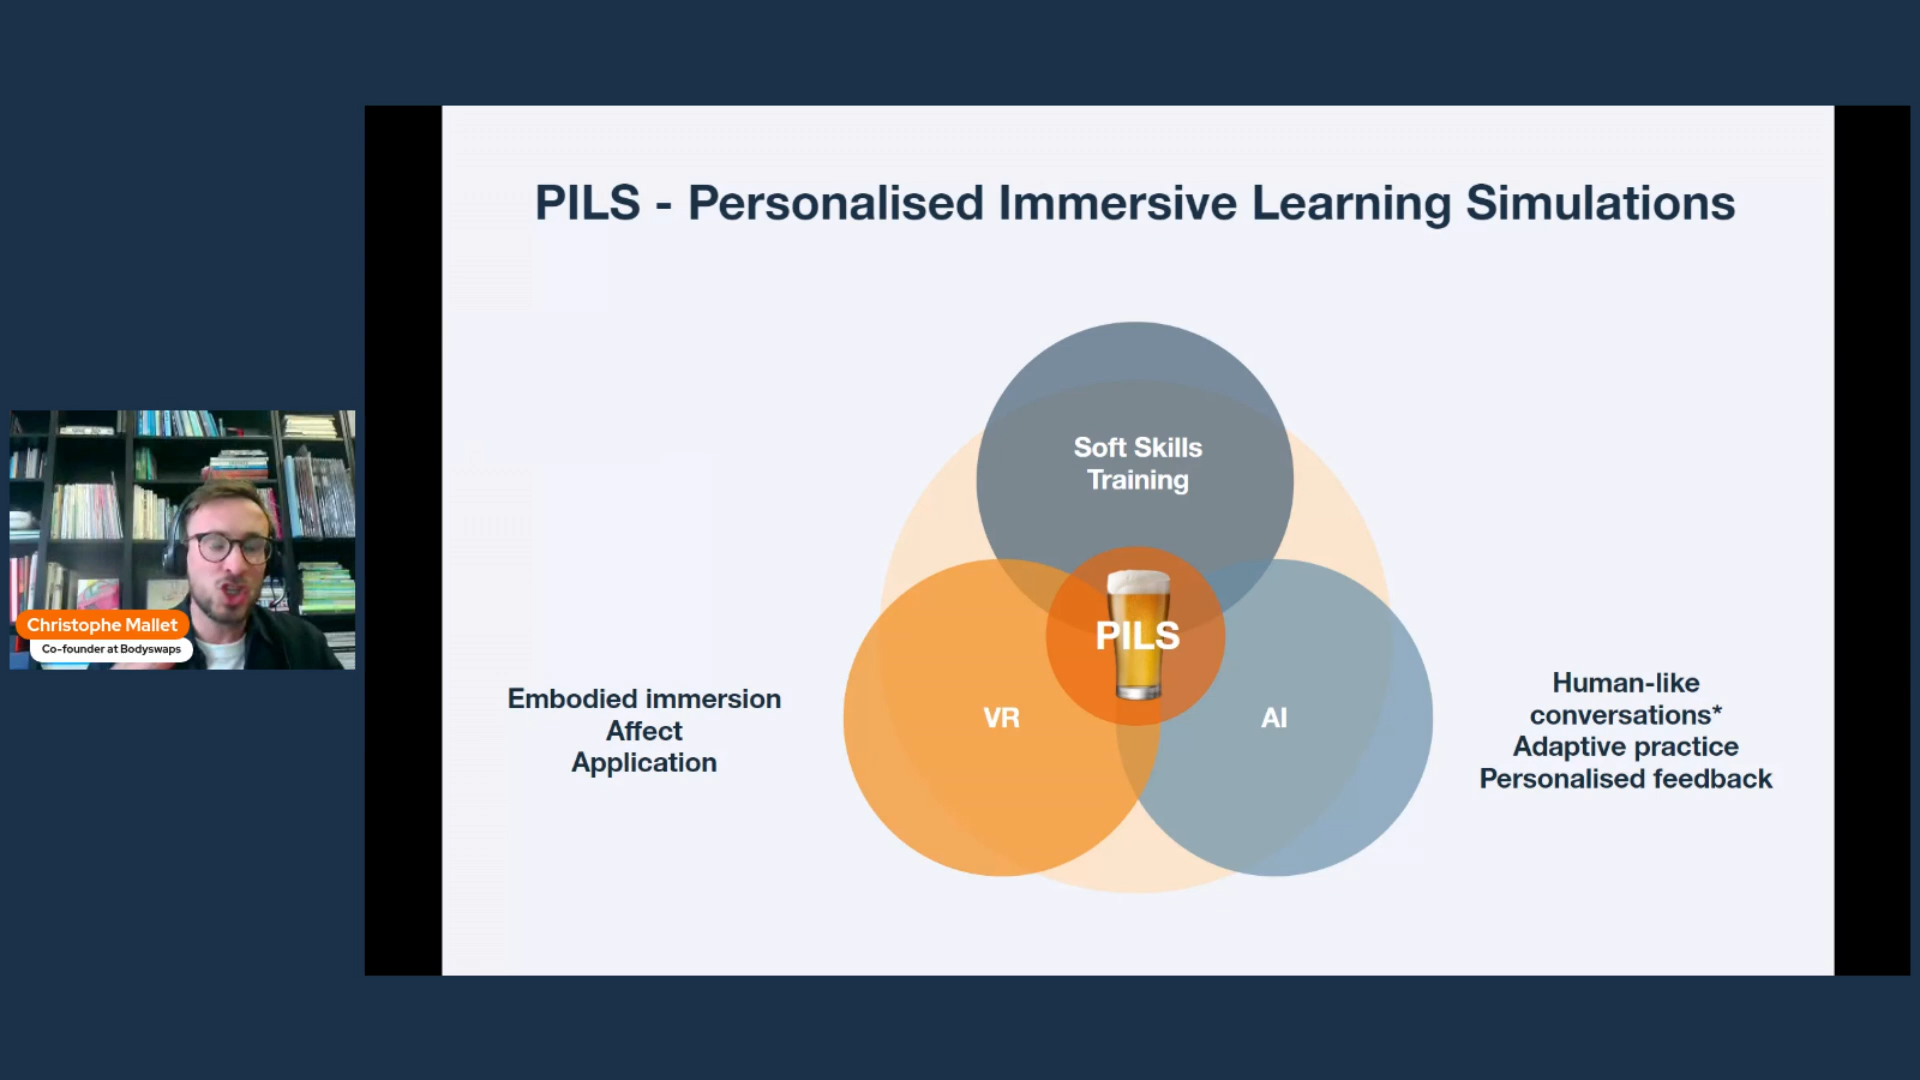 PILS - Personalised Immersive Learning Simulations
Soft Skills
Training
PILS
VR
AI
Embodied immersion
Affect
Application
Human-like
conversations*
Adaptive practice
Personalised feedback
Christophe Mallet
Co-founder at Bodyswaps